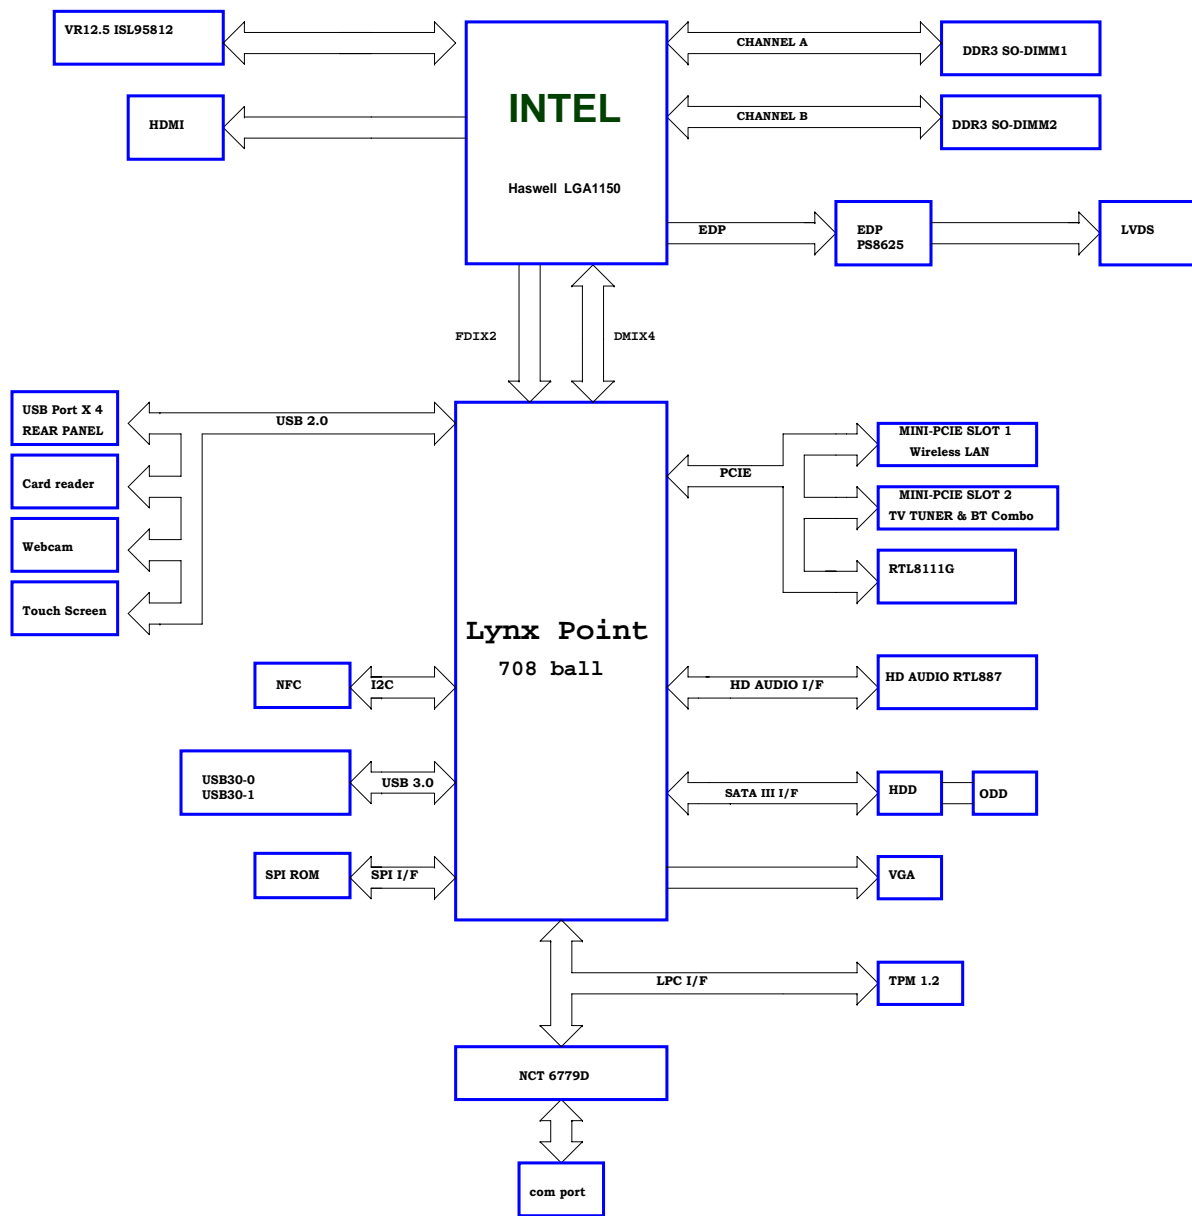 VR12.5 ISL95812
CHANNEL A
DDR3 SO-DIMM1
INTEL
HDMI
CHANNEL B
DDR3 SO-DIMM2
Haswell LGA1150
EDP
EDP
PS8625
LVDS
FDIX2
DMIX4
USB Port X 4
REAR PANEL
USB 2.0
MINI-PCIE SLOT 1
Wireless LAN
PCIE
Card reader
MINI-PCIE SLOT 2
TV TUNER & BT Combo
Webcam
RTL8111G
Touch Screen
Lynx Point
708 ball
NFC
I2C
HD AUDIO I/F
HD AUDIO RTL887
USB30-0
USB30-1
USB 3.0
SATA III I/F
HDD
ODD
SPI ROM
SPI I/F
VGA
LPC I/F
TPM 1.2
NCT 6779D
com port